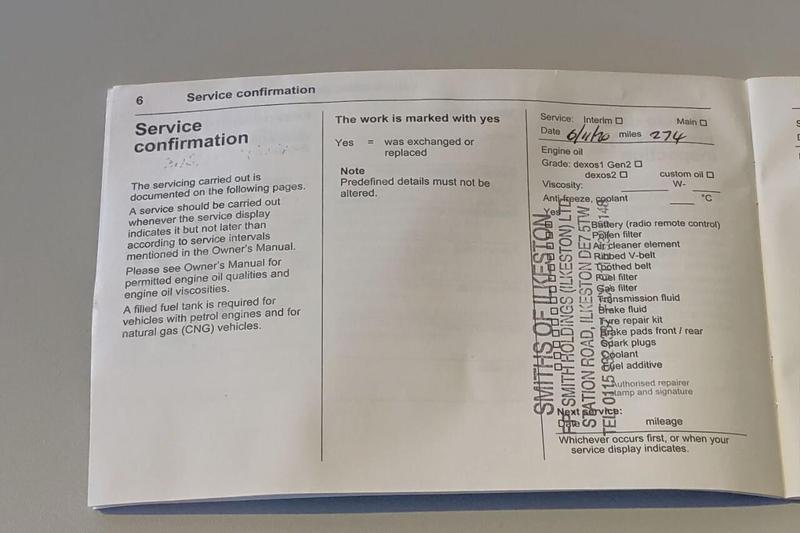 6 Service confirmation
Service
confirmation
The servicing carried out is
documented on the following pages.
A service should be carried out
whenever the service display
indicates it but not later than
according to service intervals
mentioned in the Owner's Manual.
Please see Owner's Manual for
permitted engine oil qualities and
engine oil viscosities.
A filled fuel tank is required for
vehicles with petrol engines and for
natural gas (CNG) vehicles.
The work is marked with yes
Yes = was exchanged or
replaced
Note
Predefined details must not be
altered.
Service: Interim □ Main □
Date 6/11/20 miles 274
Engine oil
Grade: dexos1 Gen2 □
dexos2 □ custom oil □
Viscosity: W-
Anti-freeze, coolant °C
Yes
Battery (radio remote control)
Pollen filter
Air cleaner element
Ribbed V-belt
Toothed belt
Fuel filter
Gas filter
Transmission fluid
Brake fluid
Tyre repair kit
Brake pads front / rear
Spark plugs
Coolant
Fuel additive
Authorised repairer
stamp and signature
Next service:
Date mileage
Whichever occurs first, or when your
service display indicates.
SMITHS OF ILKESTON
SMITH HOLDINGS (ILKESTON) LTD
STATION ROAD, ILKESTON DE7 5TW
TEL: 0115